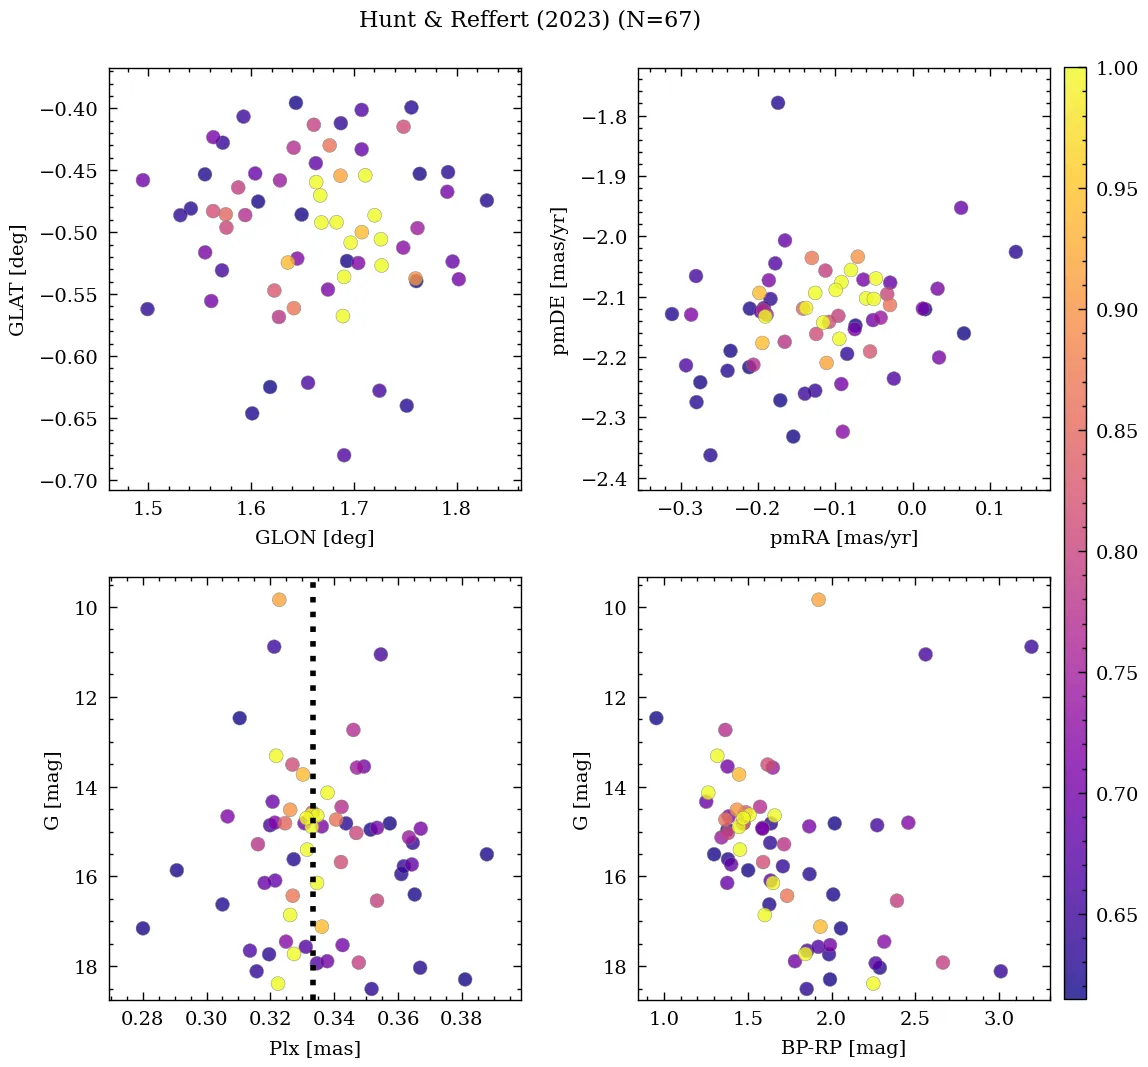 Hunt & Reffert (2023) (N=67)
−0.40
−0.45
−0.50
−0.55
−0.60
−0.65
−0.70
GLAT [deg]
1.5 1.6 1.7 1.8
GLON [deg]
−1.8
−1.9
−2.0
−2.1
−2.2
−2.3
−2.4
pmDE [mas/yr]
−0.3 −0.2 −0.1 0.0 0.1
pmRA [mas/yr]
10
12
14
16
18
G [mag]
0.28 0.30 0.32 0.34 0.36 0.38
Plx [mas]
10
12
14
16
18
G [mag]
1.0 1.5 2.0 2.5 3.0
BP-RP [mag]
1.00
0.95
0.90
0.85
0.80
0.75
0.70
0.65